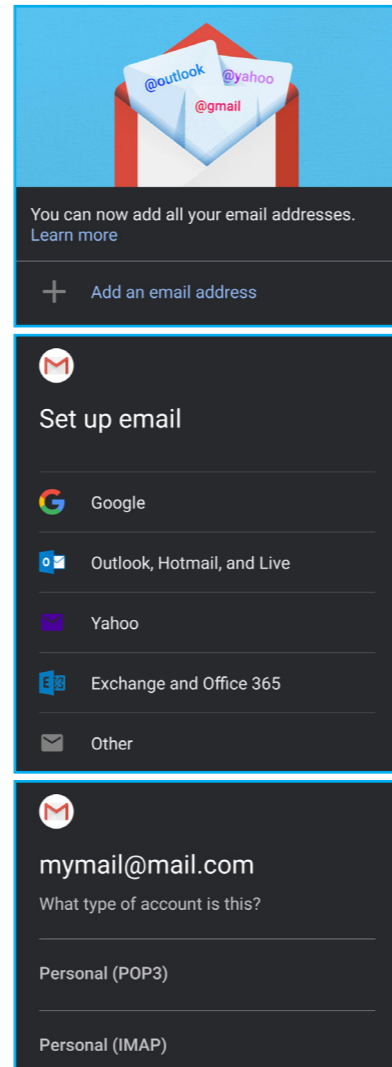 @outlook
@yahoo
@gmail
You can now add all your email addresses.
Learn more
Add an email address
Set up email
Google
Outlook, Hotmail, and Live
Yahoo
Exchange and Office 365
Other
mymail@mail.com
What type of account is this?
Personal (POP3)
Personal (IMAP)